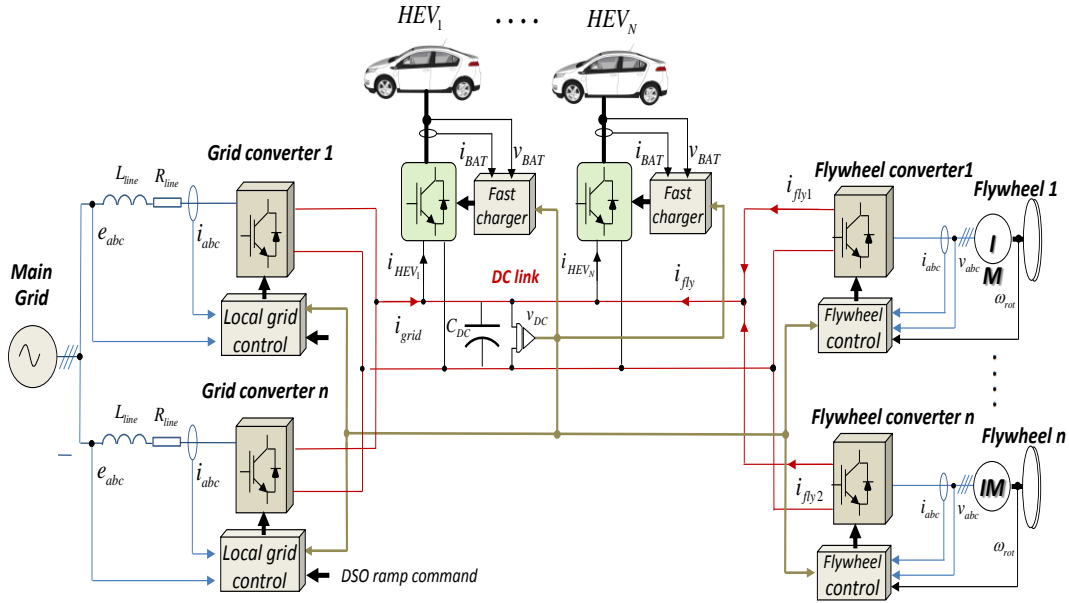 HEV1 . . . . HEVN
Grid converter 1
Lline Rline
eabc
iabc
Main
Grid
Local grid
control
iBAT vBAT
Fast
charger
iBAT vBAT
Fast
charger
iHEV1
DC link
iHEVN
ifly
igrid
CDC
vDC
ifly1
Flywheel converter1
Flywheel 1
I
M
iabc
vabc
ωrot
Flywheel
control
Grid converter n
Lline Rline
eabc
iabc
Local grid
control
DSO ramp command
Flywheel converter n
Flywheel n
ifly2
IM
iabc
vabc
ωrot
Flywheel
control